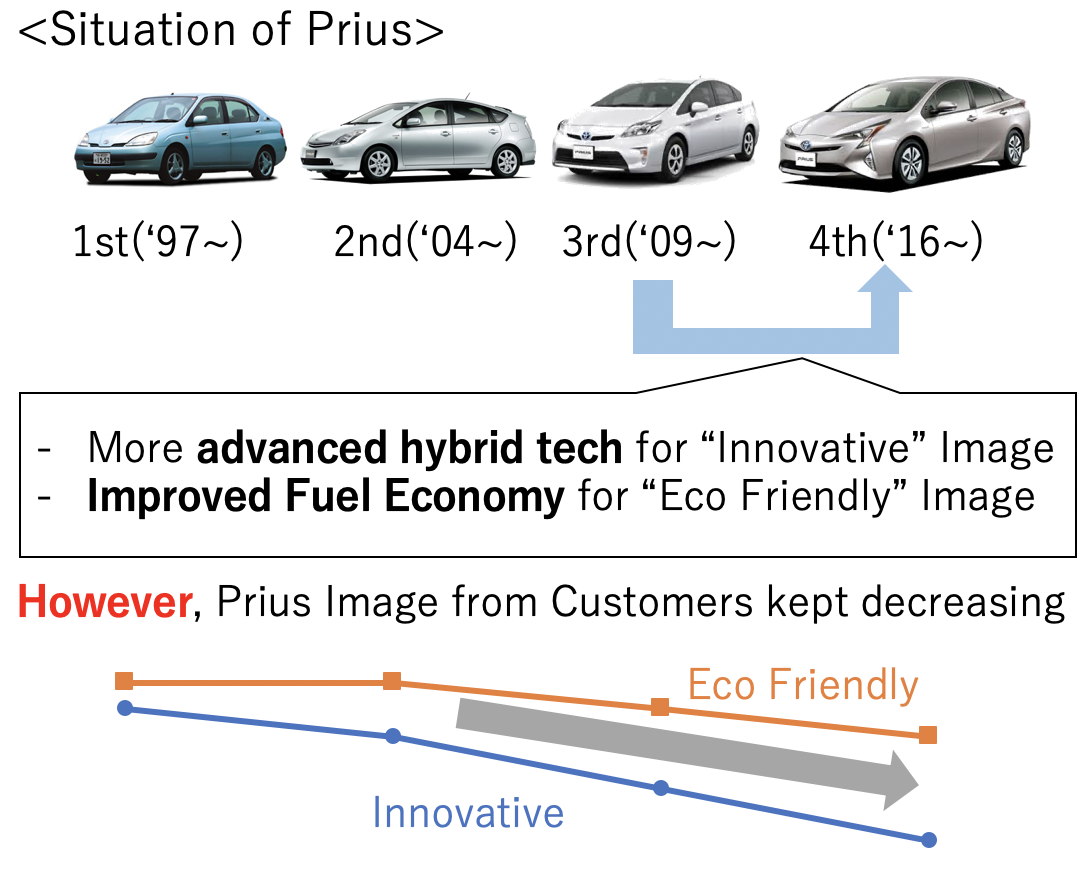 <Situation of Prius>
1st(‘97~)
2nd(‘04~)
3rd(‘09~)
4th(‘16~)
- More advanced hybrid tech for “Innovative” Image
- Improved Fuel Economy for “Eco Friendly” Image
However, Prius Image from Customers kept decreasing
Eco Friendly
Innovative